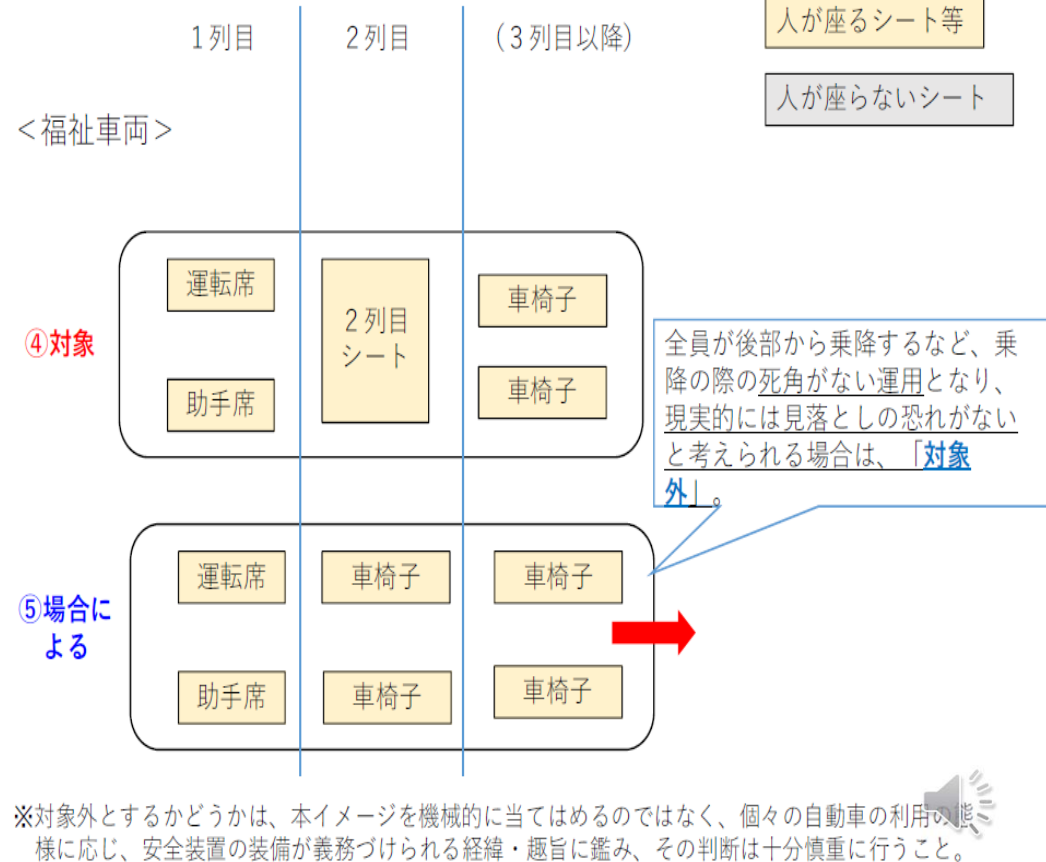 1列目
2列目
(3列目以降)
人が座るシート等
人が座らないシート
＜福祉車両＞
④対象
運転席
助手席
2列目
シート
車椅子
車椅子
全員が後部から乗降するなど、乗
降の際の死角がない運用となり、
現実的には見落としの恐れがない
と考えられる場合は、「対象
外」。
⑤場合に
よる
運転席
助手席
車椅子
車椅子
車椅子
車椅子
※対象外とするかどうかは、本イメージを機械的に当てはめるのではなく、個々の自動車の利用の態
様に応じ、安全装置の装備が義務づけられる経緯・趣旨に鑑み、その判断は十分慎重に行うこと。